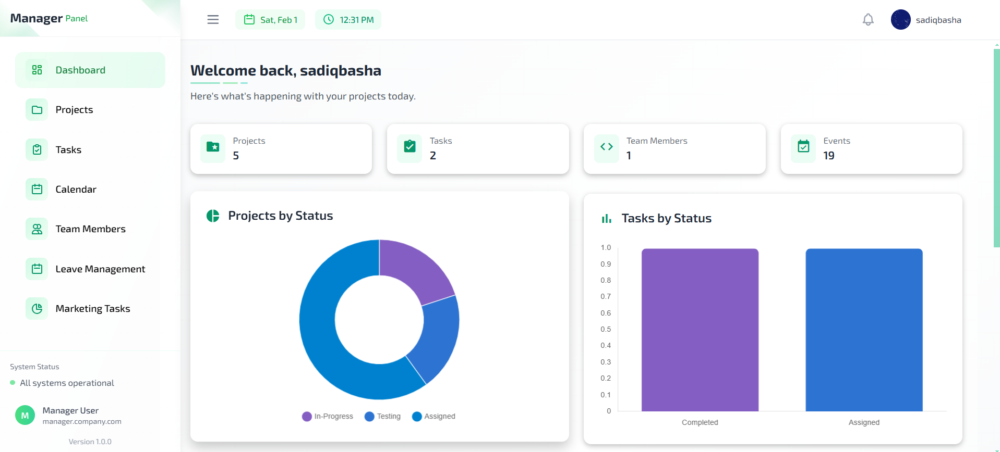 Manager Panel
Sat, Feb 1
12:31 PM
sadiqbasha
Dashboard
Projects
Tasks
Calendar
Team Members
Leave Management
Marketing Tasks
System Status
All systems operational
M
Manager User
manager.company.com
Version 1.0.0
Welcome back, sadiqbasha
Here's what's happening with your projects today.
Projects
5
Tasks
2
Team Members
1
Events
19
Projects by Status
In-Progress
Testing
Assigned
Tasks by Status
1.0
0.9
0.8
0.7
0.6
0.5
0.4
0.3
0.2
0.1
0
Completed
Assigned